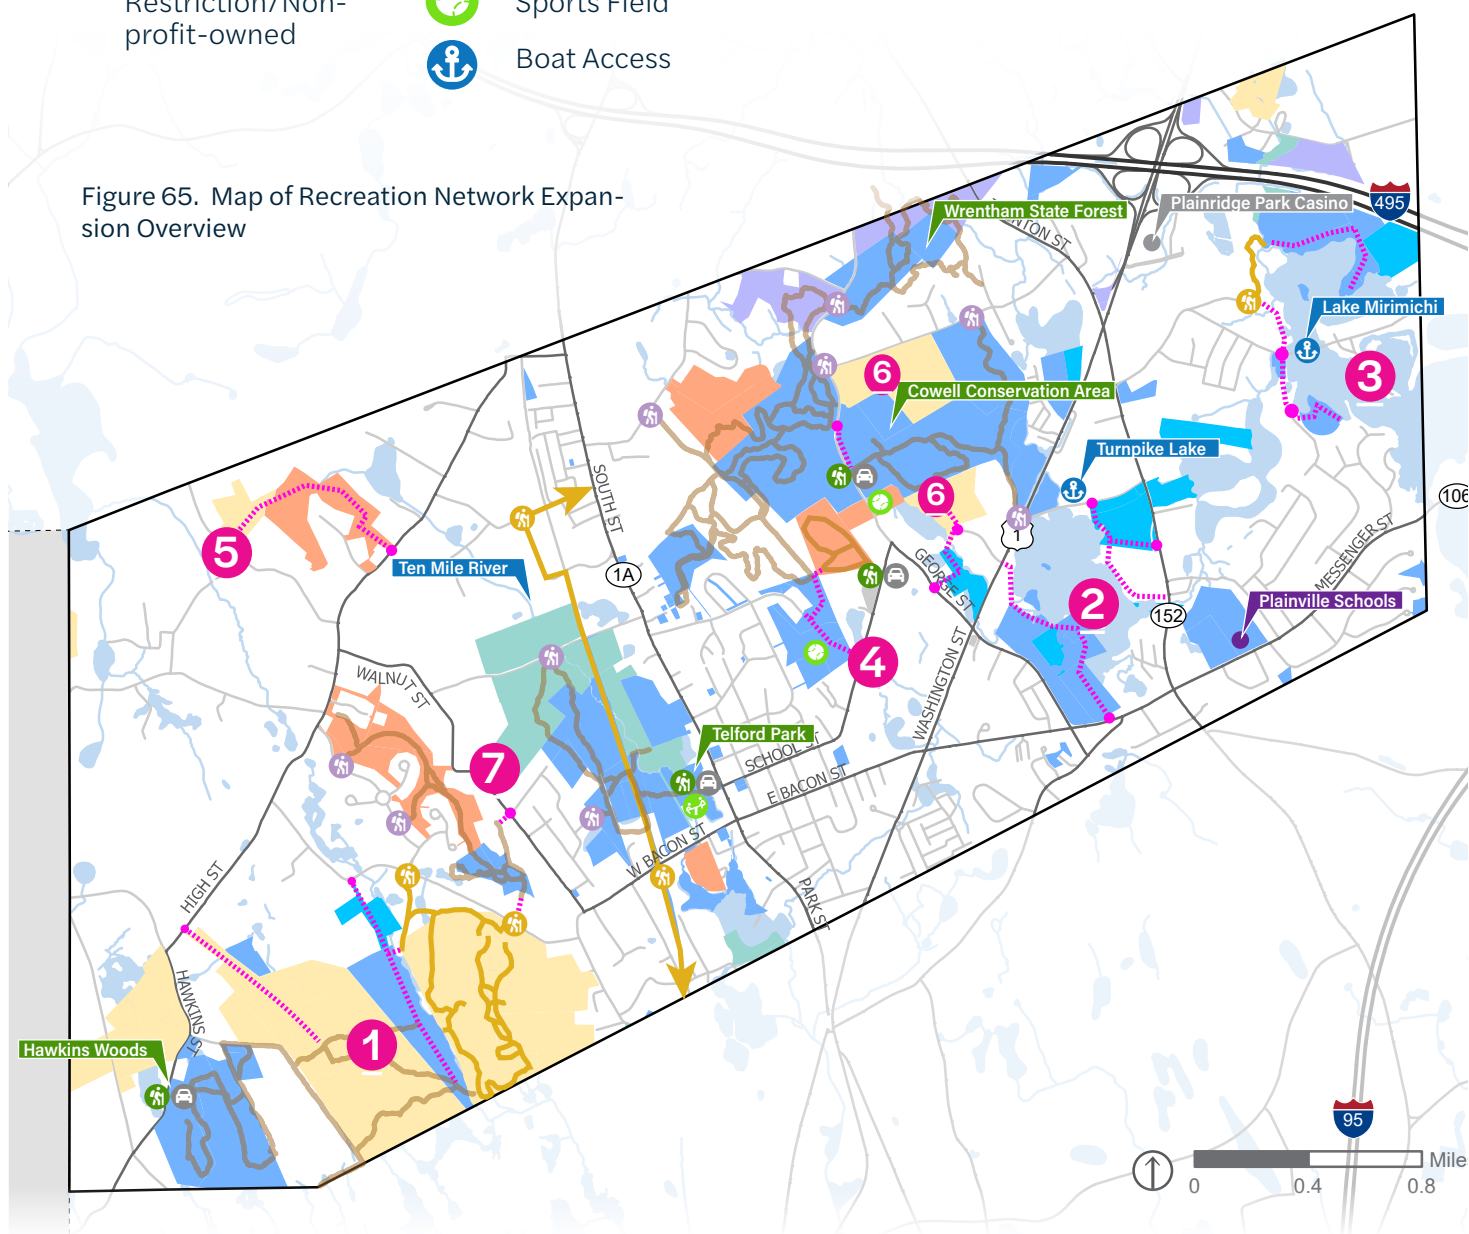 Restriction/Non-
profit-owned
Sports Field
Boat Access
Figure 65. Map of Recreation Network Expan-
sion Overview
495
Plainridge Park Casino
Wrentham State Forest
Lake Mirimichi
3
6
Cowell Conservation Area
Turnpike Lake
6
106
SOUTH ST
5
Ten Mile River
1A
1
GEORGE ST
MESSENGER ST
2
152
Plainville Schools
4
WALNUT ST
WASHINGTON ST
Telford Park
SCHOOL ST
7
E BACON ST
W BACON ST
PARK ST
HIGH ST
HAWKINS ST
1
Hawkins Woods
95
Mile
0
0.4
0.8